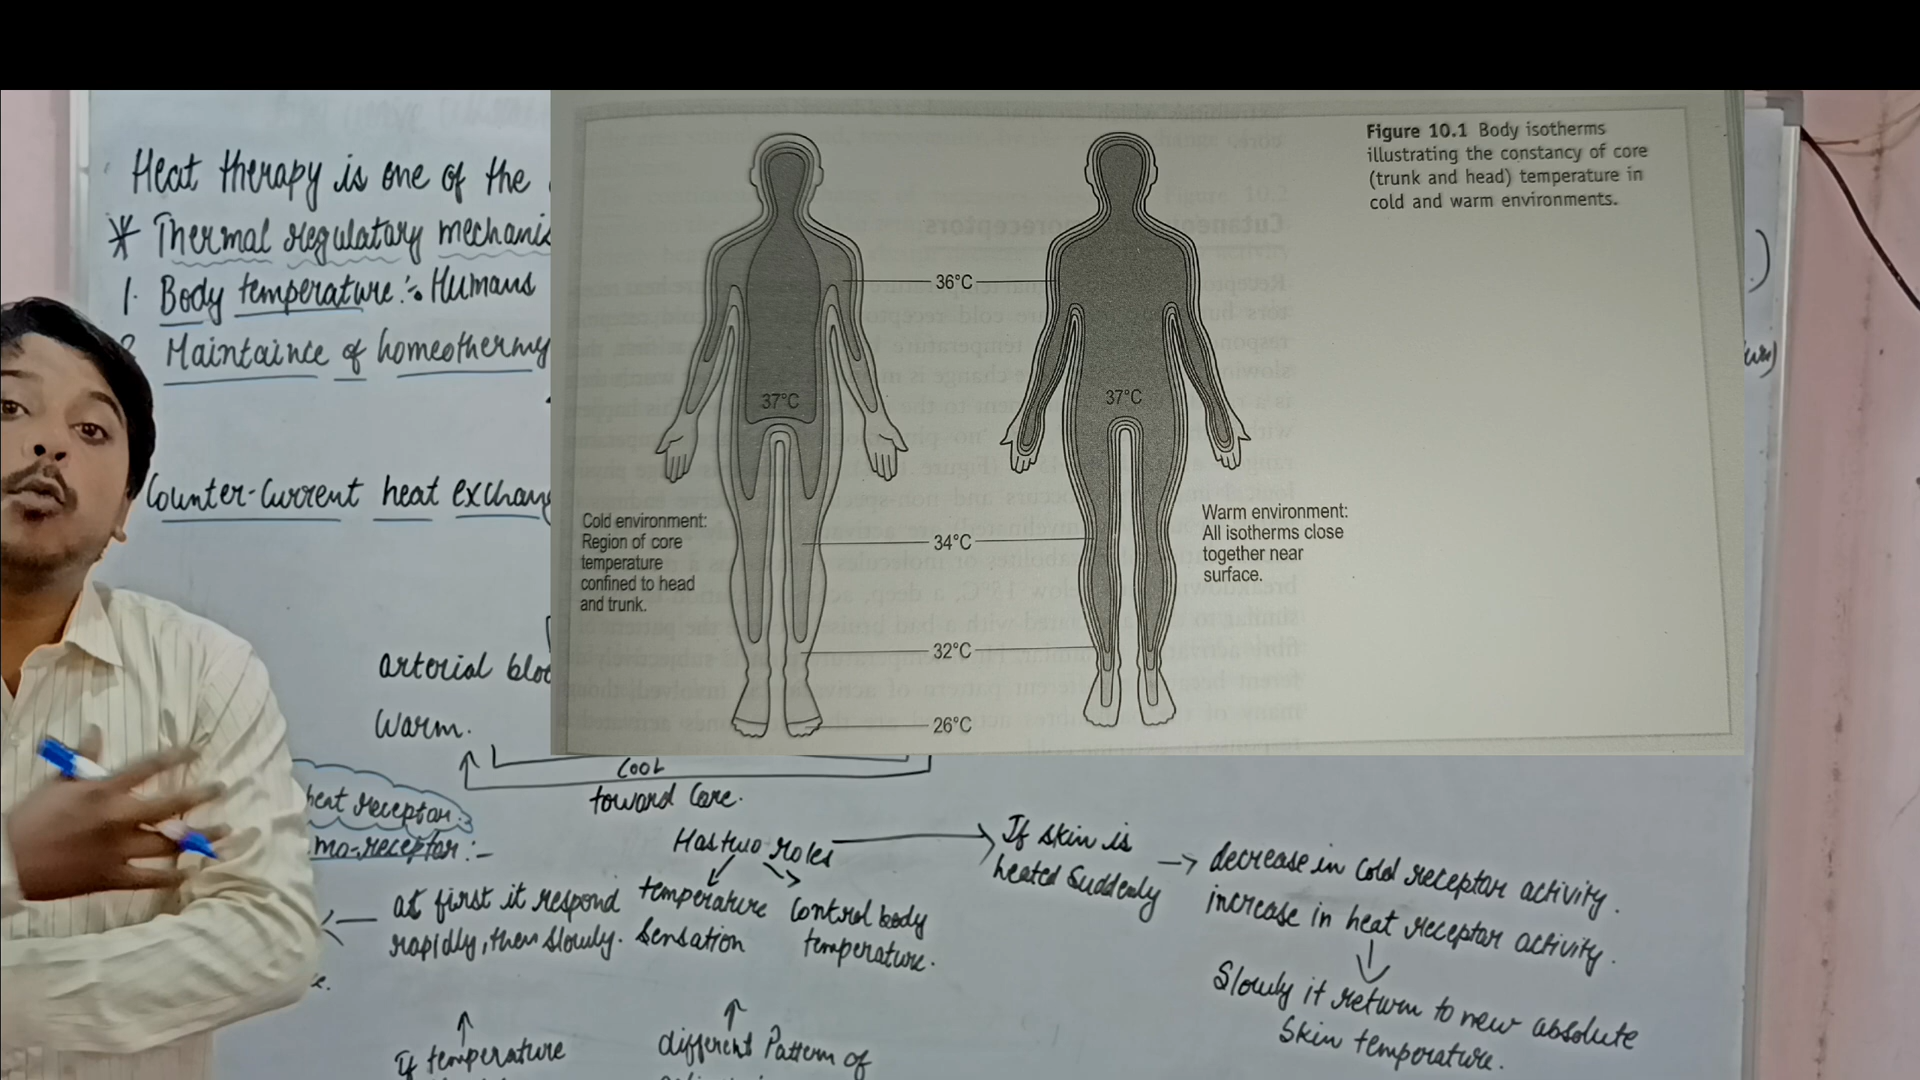 Heat therapy is one of the
* Thermal regulatory mechanis
1. Body temperature :- Humans
Maintaince of homeothermy
Counter-Current heat exchang
arterial bloo
Warm.
Cool
toward Core.
heat receptor.
mo-receptor :-
at first it respond
rapidly, then slowly.
Has two roles
temperature
Sensation
Control body
temperature.
If skin is
heated Suddenly
decrease in Cold receptor activity.
increase in heat receptor activity.
Slowly it return to new absolute
Skin temperature.
If temperature
different Pattern of
Figure 10.1 Body isotherms
illustrating the constancy of core
(trunk and head) temperature in
cold and warm environments.
36°C
37°C
37°C
Cold environment:
Region of core
temperature
confined to head
and trunk.
34°C
Warm environment:
All isotherms close
together near
surface.
32°C
26°C